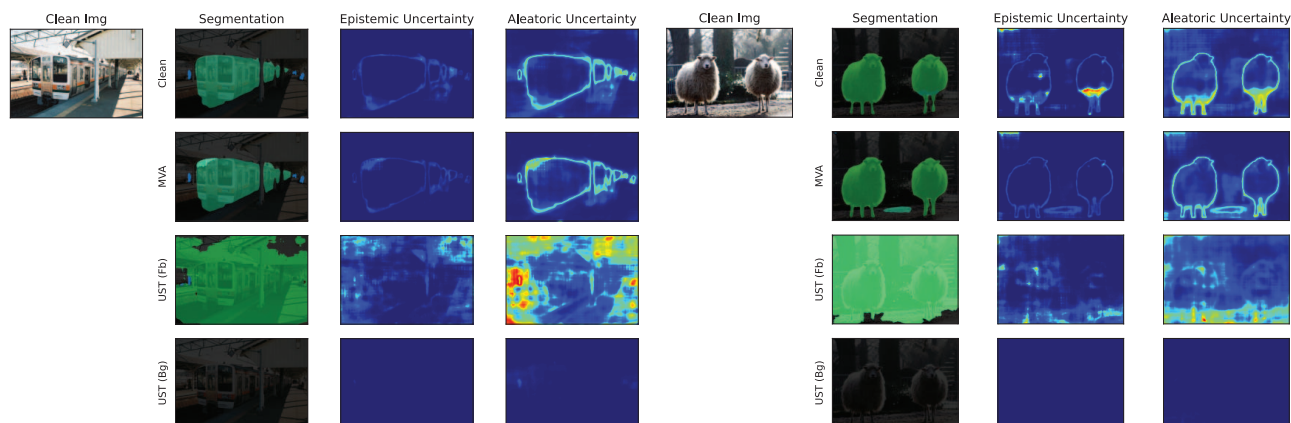 Clean Img Segmentation Epistemic Uncertainty Aleatoric Uncertainty Clean Img Segmentation Epistemic Uncertainty Aleatoric Uncertainty
Clean Clean
MVA MVA
UST (Fb) UST (Fb)
UST (Bg) UST (Bg)